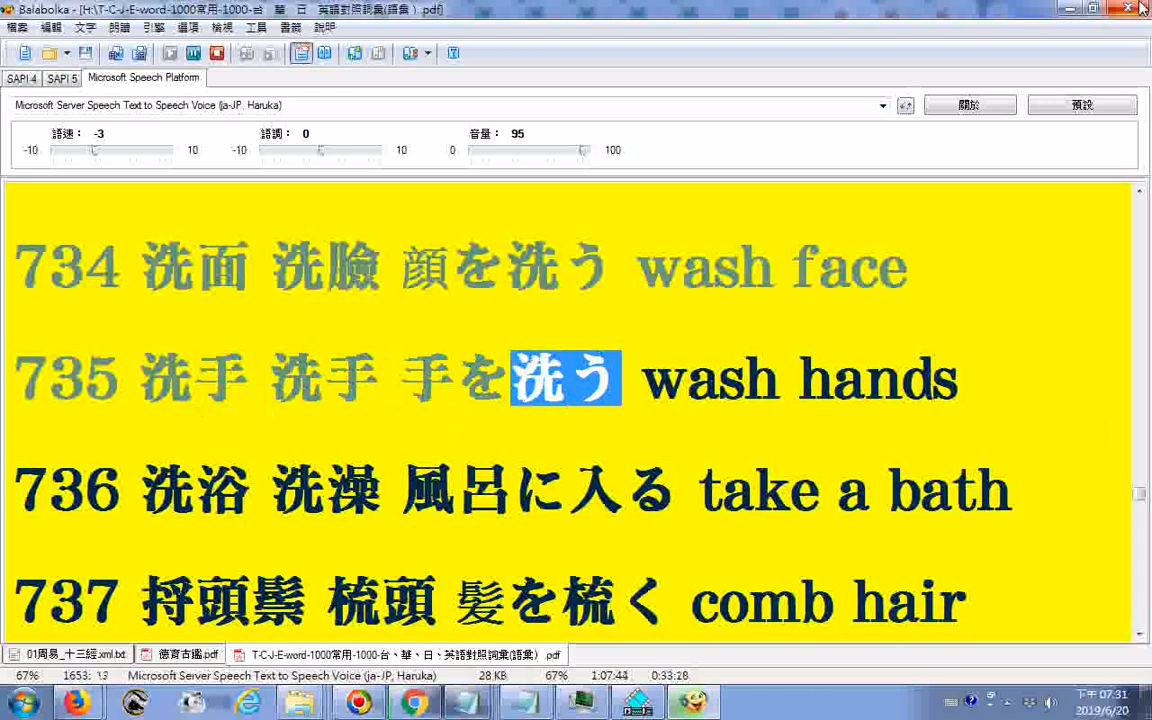 Balabolka - [H:\T-C-J-E-word-1000常用-1000-台 華 日 英語對照詞彙(語彙).pdf]
檔案 編輯 文字 朗讀 引擎 選項 檢視 工具 書籤 說明
SAPI 4 SAPI 5 Microsoft Speech Platform
Microsoft Server Speech Text to Speech Voice (ja-JP, Haruka) 關於 預設
語速： -3 語調： 0 音量： 95
-10 10 -10 10 0 100
734 洗面 洗臉 顔を洗う wash face
735 洗手 洗手 手を洗う wash hands
736 洗浴 洗澡 風呂に入る take a bath
737 捋頭鬃 梳頭 髪を梳く comb hair
01周易_十三經.xml.txt 德育古鑑.pdf T-C-J-E-word-1000常用-1000-台、華、日、英語對照詞彙(語彙) .pdf
67% 1653: 13 Microsoft Server Speech Text to Speech Voice (ja-JP, Haruka) 28 KB 67% 1:07:44 0:33:28
下午 07:31
2019/6/20